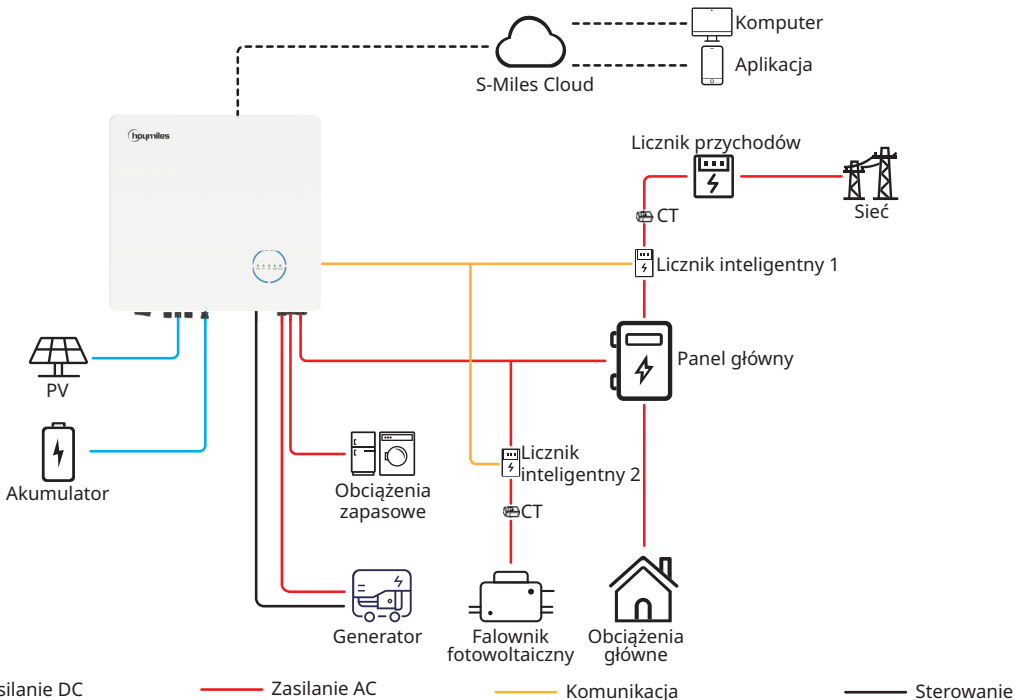 Komputer
Aplikacja
S-Miles Cloud
hoymiles
Licznik przychodów
Sieć
CT
Licznik inteligentny 1
Panel główny
PV
Akumulator
Licznik
inteligentny 2
Obciążenia
zapasowe
CT
Generator
Falownik
fotowoltaiczny
Obciążenia
główne
silanie DC
Zasilanie AC
Komunikacja
Sterowanie